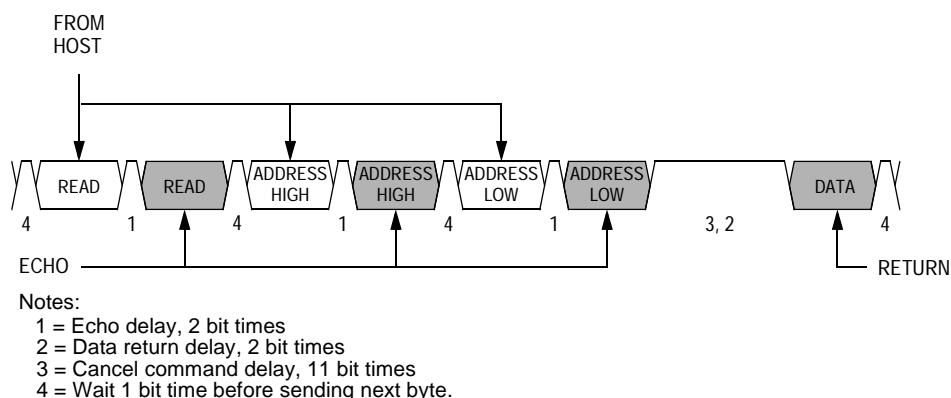 FROM
HOST
READ READ ADDRESS HIGH ADDRESS HIGH ADDRESS LOW ADDRESS LOW DATA
4 1 4 1 4 1 3, 2 4
ECHO RETURN
Notes:
1 = Echo delay, 2 bit times
2 = Data return delay, 2 bit times
3 = Cancel command delay, 11 bit times
4 = Wait 1 bit time before sending next byte.